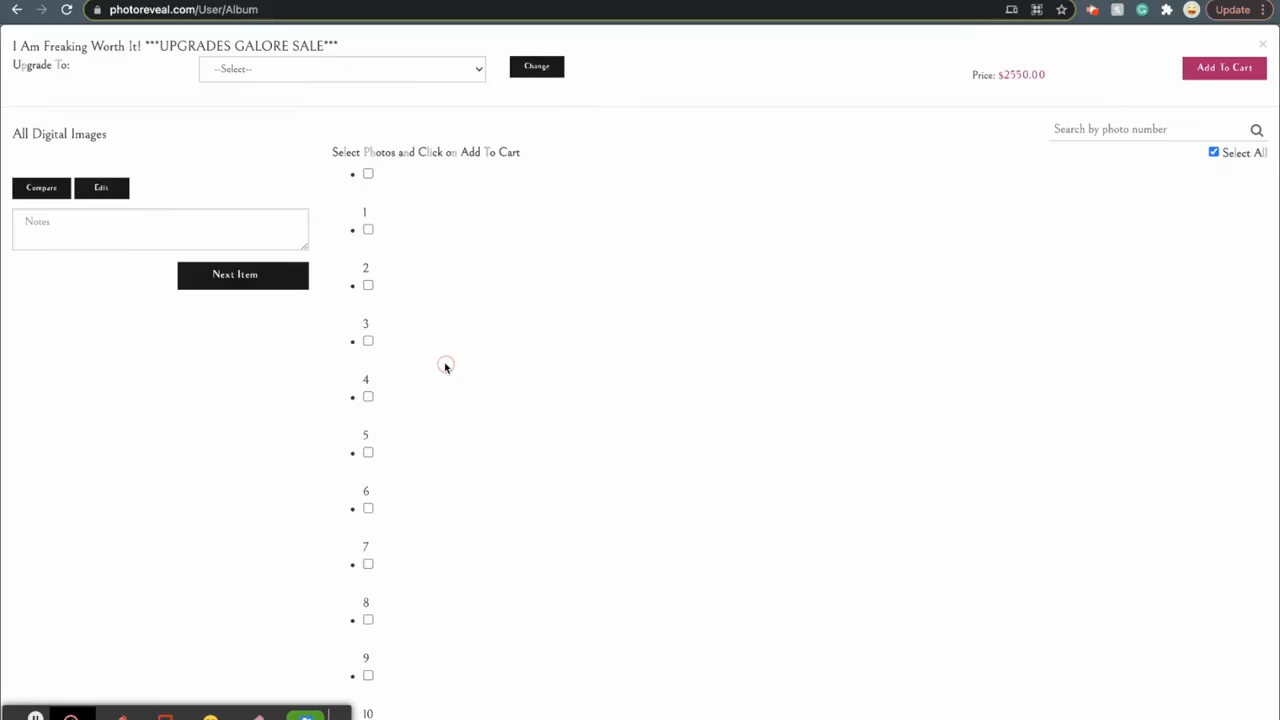 photoreveal.com/User/Album
Update
I Am Freaking Worth It! ***UPGRADES GALORE SALE***
Upgrade To:
--Select--
Change
Price: $2550.00
Add To Cart
All Digital Images
Search by photo number
Select Photos and Click on Add To Cart
Select All
Compare
Edit
Notes
Next Item
1
2
3
4
5
6
7
8
9
10